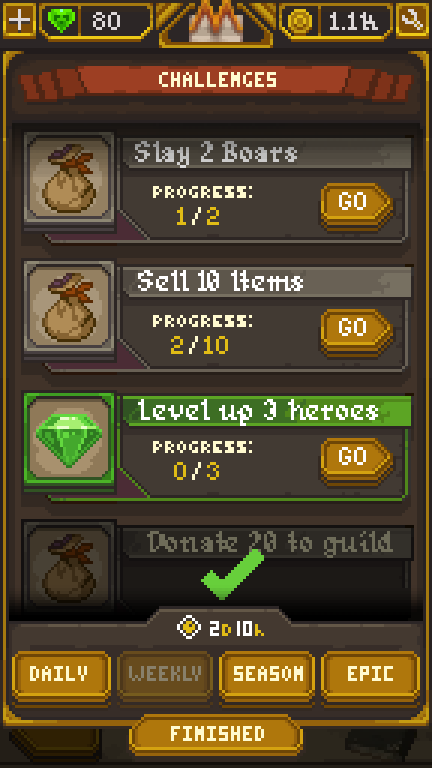 80
1.1k
CHALLENGES
Slay 2 Boars
PROGRESS:
1/2
GO
Sell 10 Items
PROGRESS:
2/10
GO
Level up 3 heroes
PROGRESS:
0/3
GO
Donate 20 to guild
2D 10h
DAILY
WEEKLY
SEASON
EPIC
FINISHED